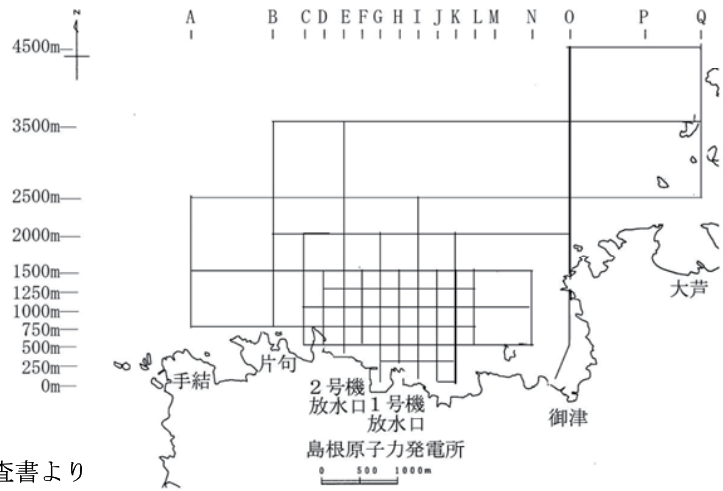 A B C D E F G H I J K L M N O P Q
z
4500m
3500m
2500m
2000m
1500m
1250m
1000m
750m
500m
250m
0m
大芦
手結
片句
2号機
放水口
1号機
放水口
御津
島根原子力発電所
査書より
0 500 1000m